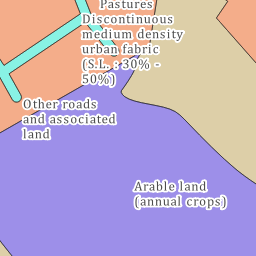 Pastures
Discontinuous
medium density
urban fabric
(S.L. : 30% -
50%)
Other roads
and associated
land
Arable land
(annual crops)